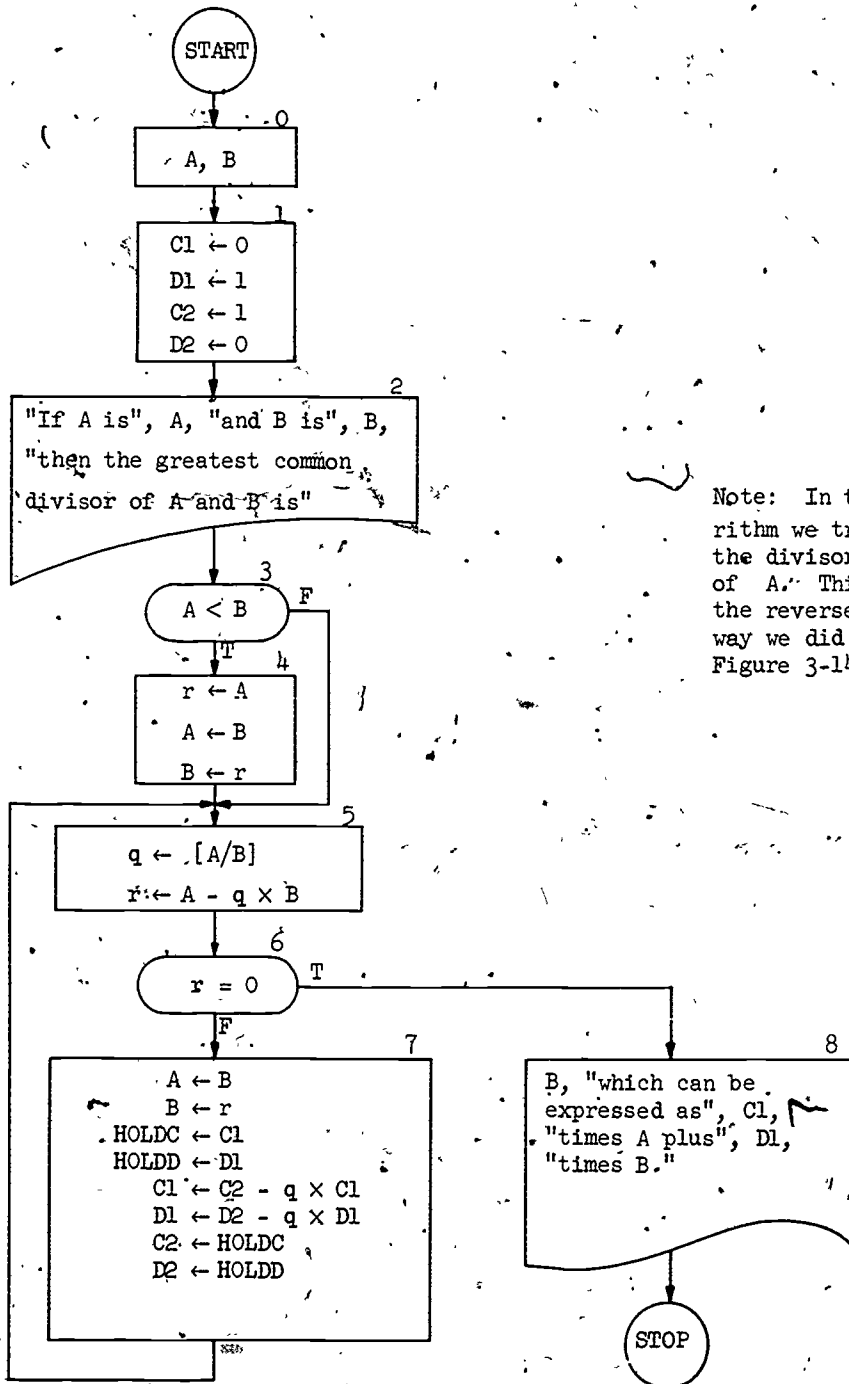 START
0
A, B
1
C1 ← 0
D1 ← 1
C2 ← 1
D2 ← 0
2
"If A is", A, "and B is", B,
"then the greatest common
divisor of A and B is"
Note: In t
rithm we tr
the divisor
of A. Thi
the reverse
way we did
Figure 3-14
3
A < B
F
T
4
r ← A
A ← B
B ← r
5
q ← [A/B]
r ← A - q × B
6
r = 0
T
F
7
A ← B
B ← r
HOLDC ← C1
HOLDD ← D1
C1 ← C2 - q × C1
D1 ← D2 - q × D1
C2 ← HOLDC
D2 ← HOLDD
8
B, "which can be
expressed as", C1,
"times A plus", D1,
"times B."
STOP